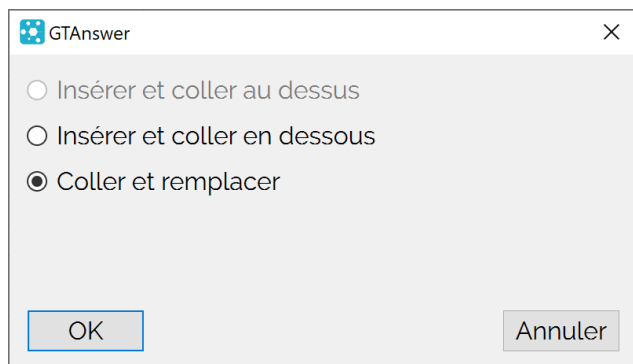 GTAnswer
Insérer et coller au dessus
Insérer et coller en dessous
Coller et remplacer
OK
Annuler